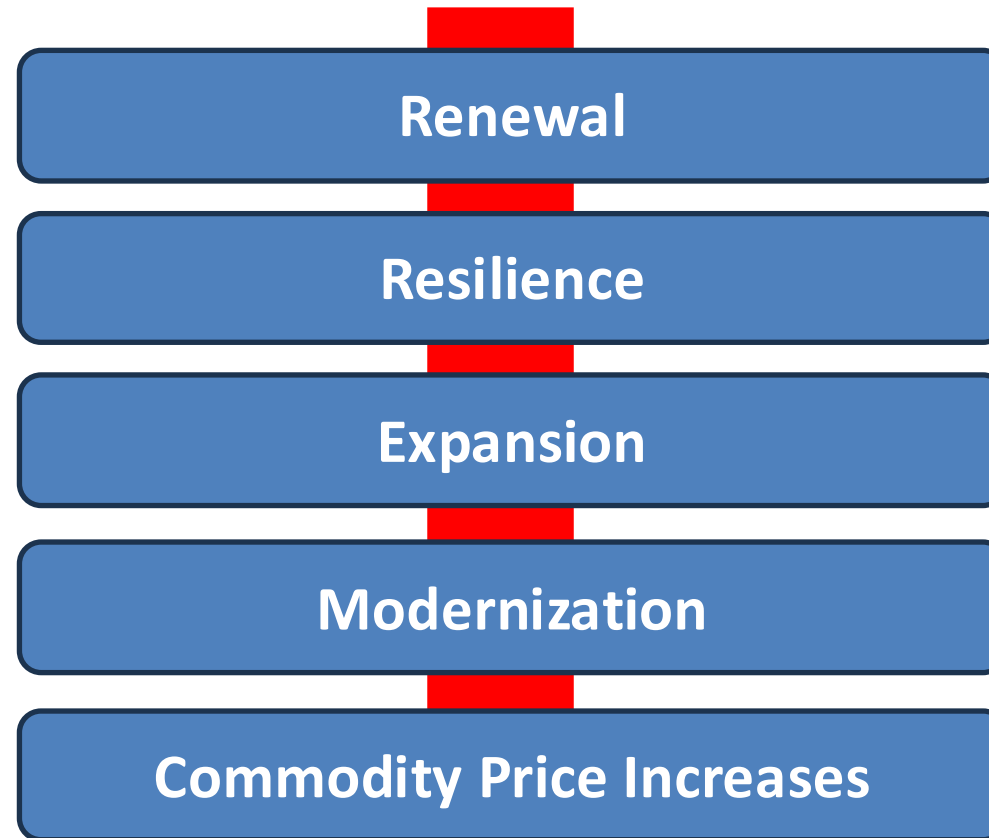 Renewal
Resilience
Expansion
Modernization
Commodity Price Increases